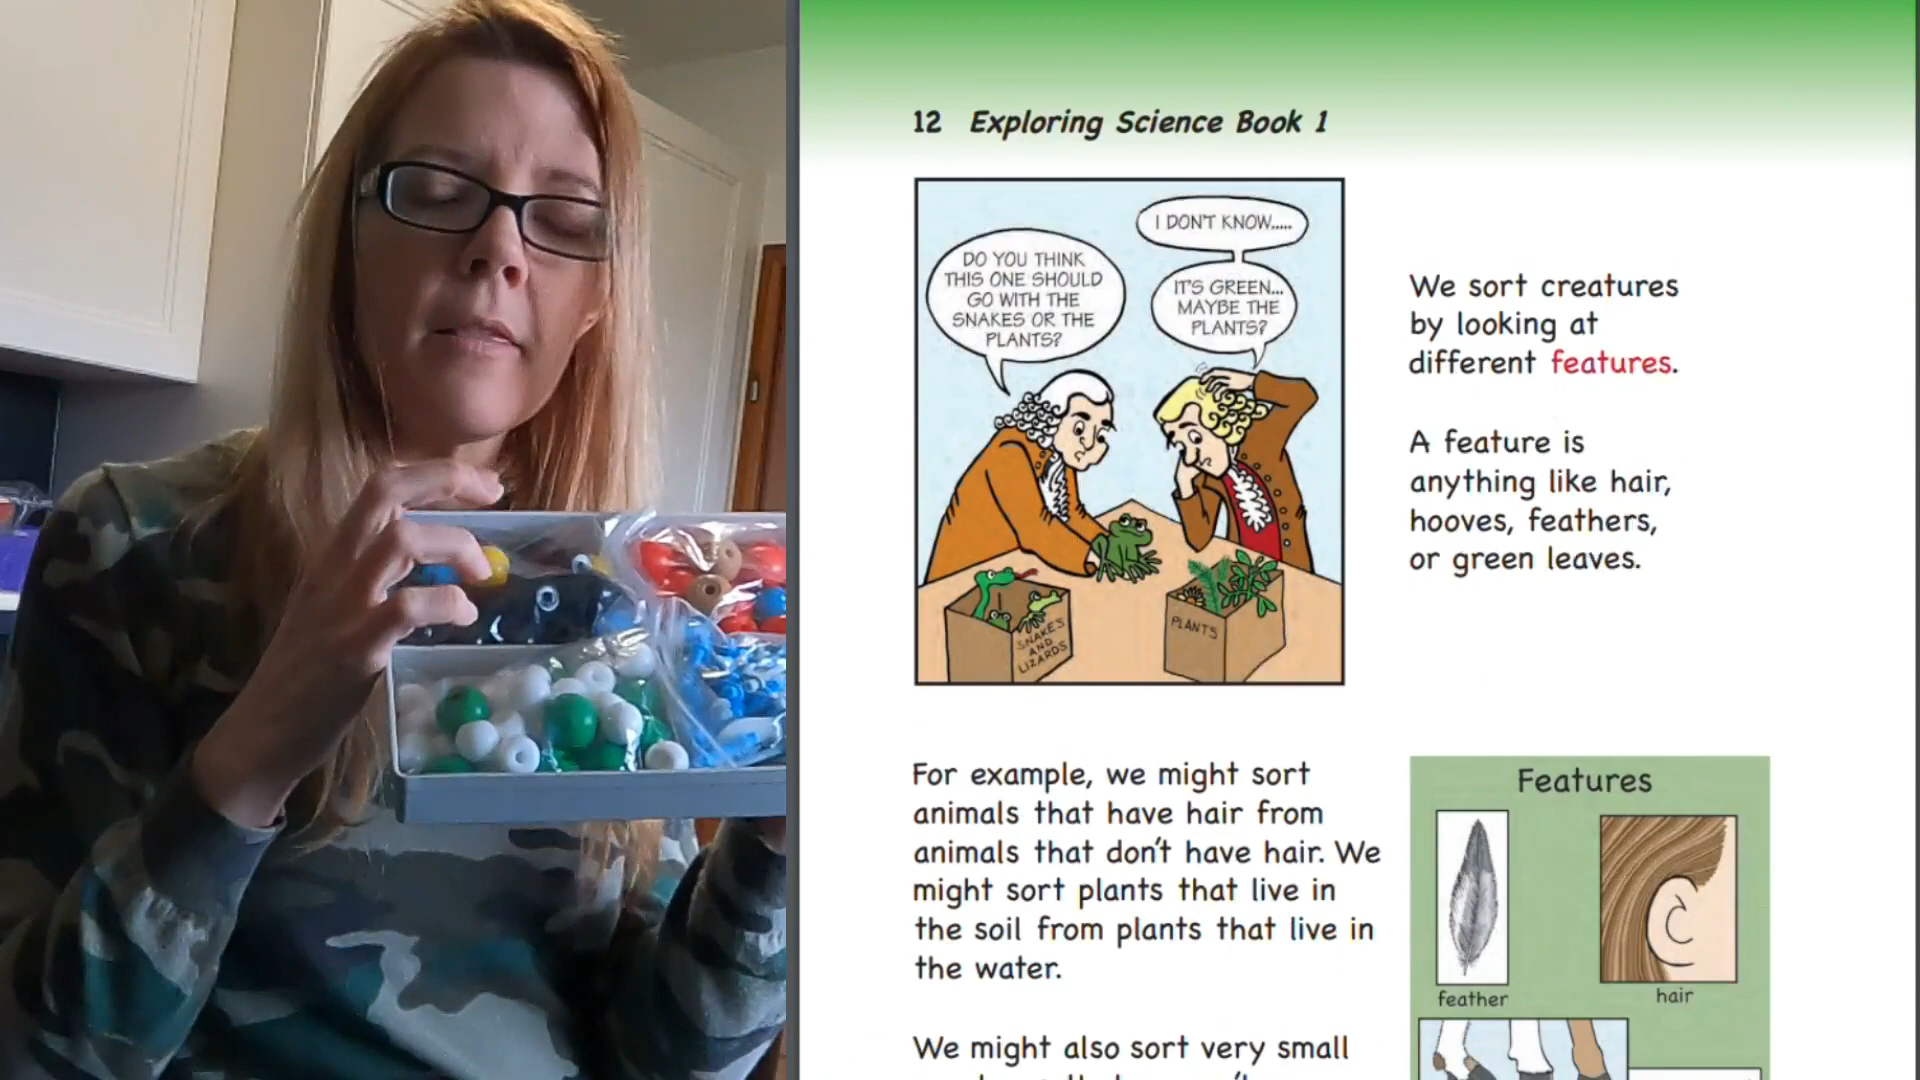 12 Exploring Science Book 1
I DON'T KNOW.....
DO YOU THINK
THIS ONE SHOULD
GO WITH THE
SNAKES OR THE
PLANTS?
IT'S GREEN...
MAYBE THE
PLANTS?
SNAKES
AND
LIZARDS
PLANTS
We sort creatures
by looking at
different features.
A feature is
anything like hair,
hooves, feathers,
or green leaves.
For example, we might sort
animals that have hair from
animals that don't have hair. We
might sort plants that live in
the soil from plants that live in
the water.
We might also sort very small
Features
feather
hair